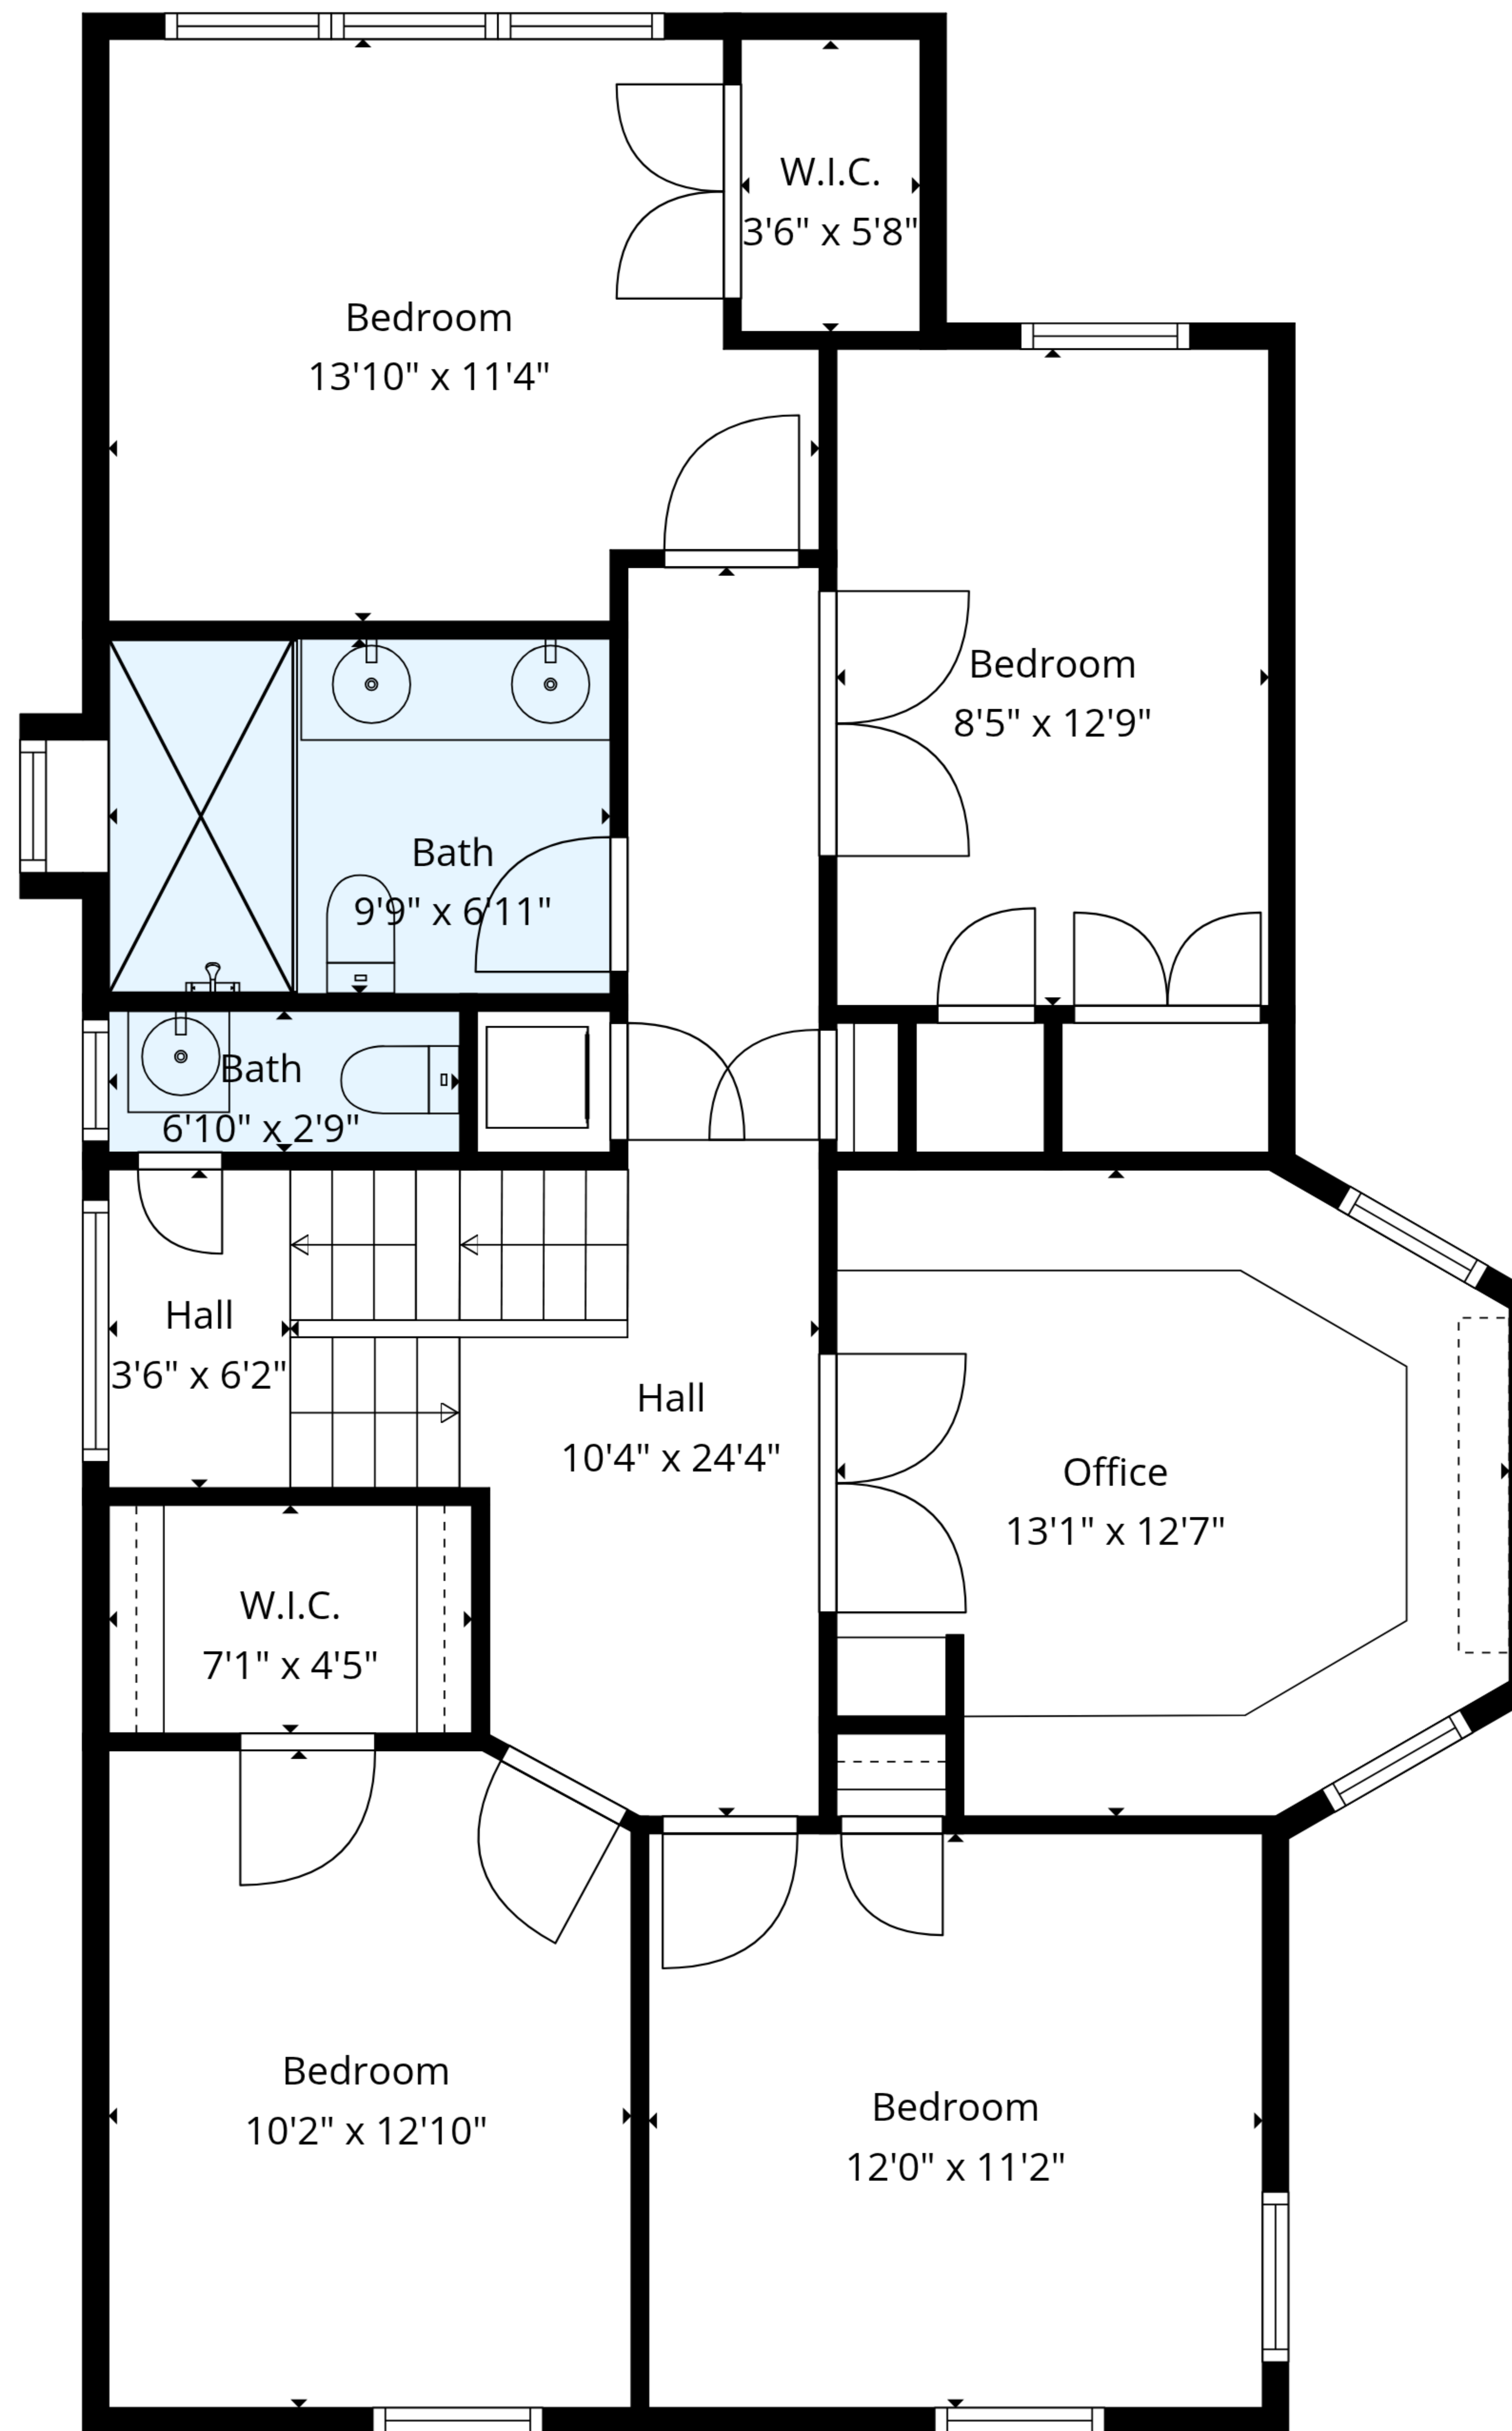 W.I.C.
3'6" x 5'8"
Bedroom
13'10" x 11'4"
Bedroom
8'5" x 12'9"
Bath
9'9" x 6'11"
Bath
6'10" x 2'9"
Hall
3'6" x 6'2"
Hall
10'4" x 24'4"
Office
13'1" x 12'7"
W.I.C.
7'1" x 4'5"
Bedroom
10'2" x 12'10"
Bedroom
12'0" x 11'2"